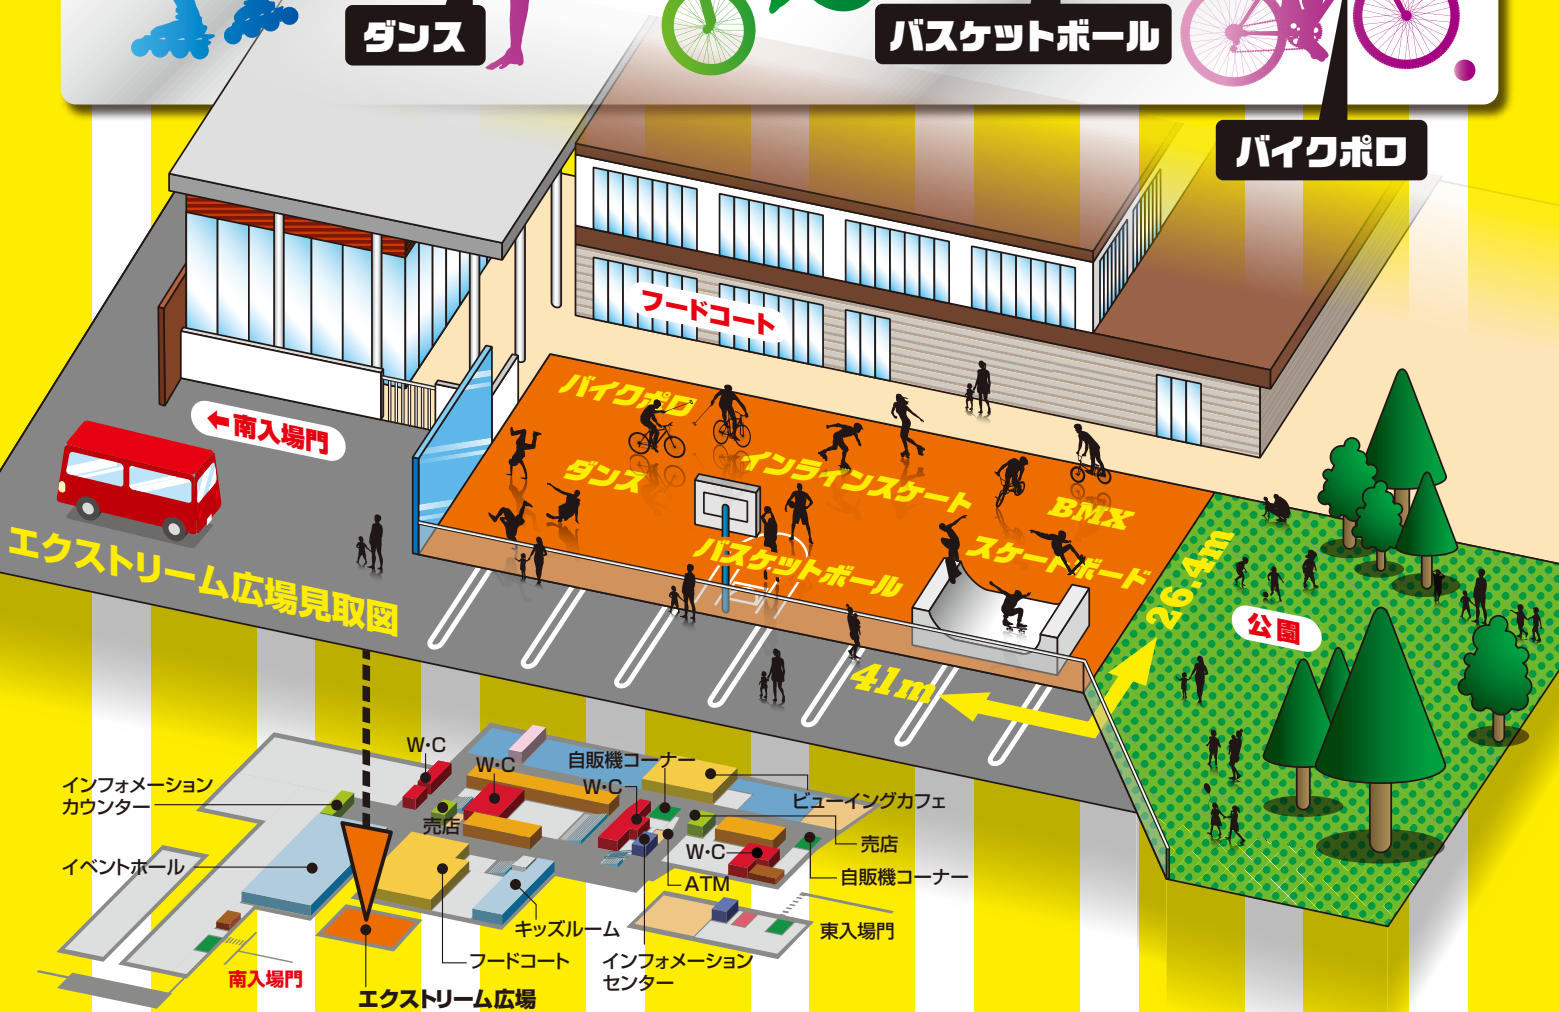 ダンス
バスケットボール
バイクポロ
フードコート
←南入場門
バイクポロ
ダンス
インラインスケート
BMX
バスケットボール
スケートボード
26.4m
41m
公園
エクストリーム広場見取図
W・C
W・C
自販機コーナー
W・C
インフォメーション
カウンター
売店
ビューイングカフェ
売店
W・C
自販機コーナー
イベントホール
ATM
キッズルーム
東入場門
フードコート
インフォメーション
センター
南入場門
エクストリーム広場